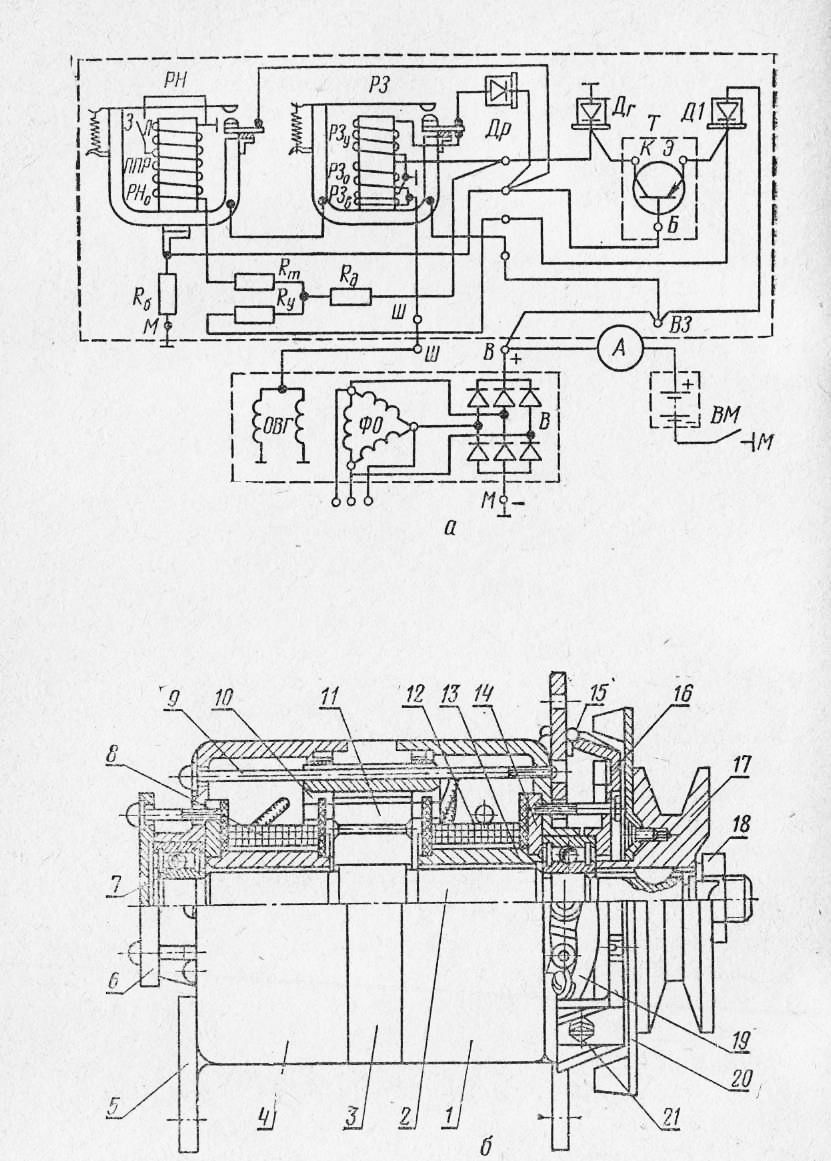 РН
РЗ
Др
Дг
Д1
Т
К Э
Б
З
Л
ППР
РНо
РЗу
РЗо
РЗв
Rб
М
Rт
Rу
Rд
Ш
Ш
В
+
А
ВЗ
+
ВМ
М
ОВГ
ФО
В
М
−
а
9
10
11
12
13
14
15
16
8
17
18
7
6
5
4
3
2
1
19
20
21
б